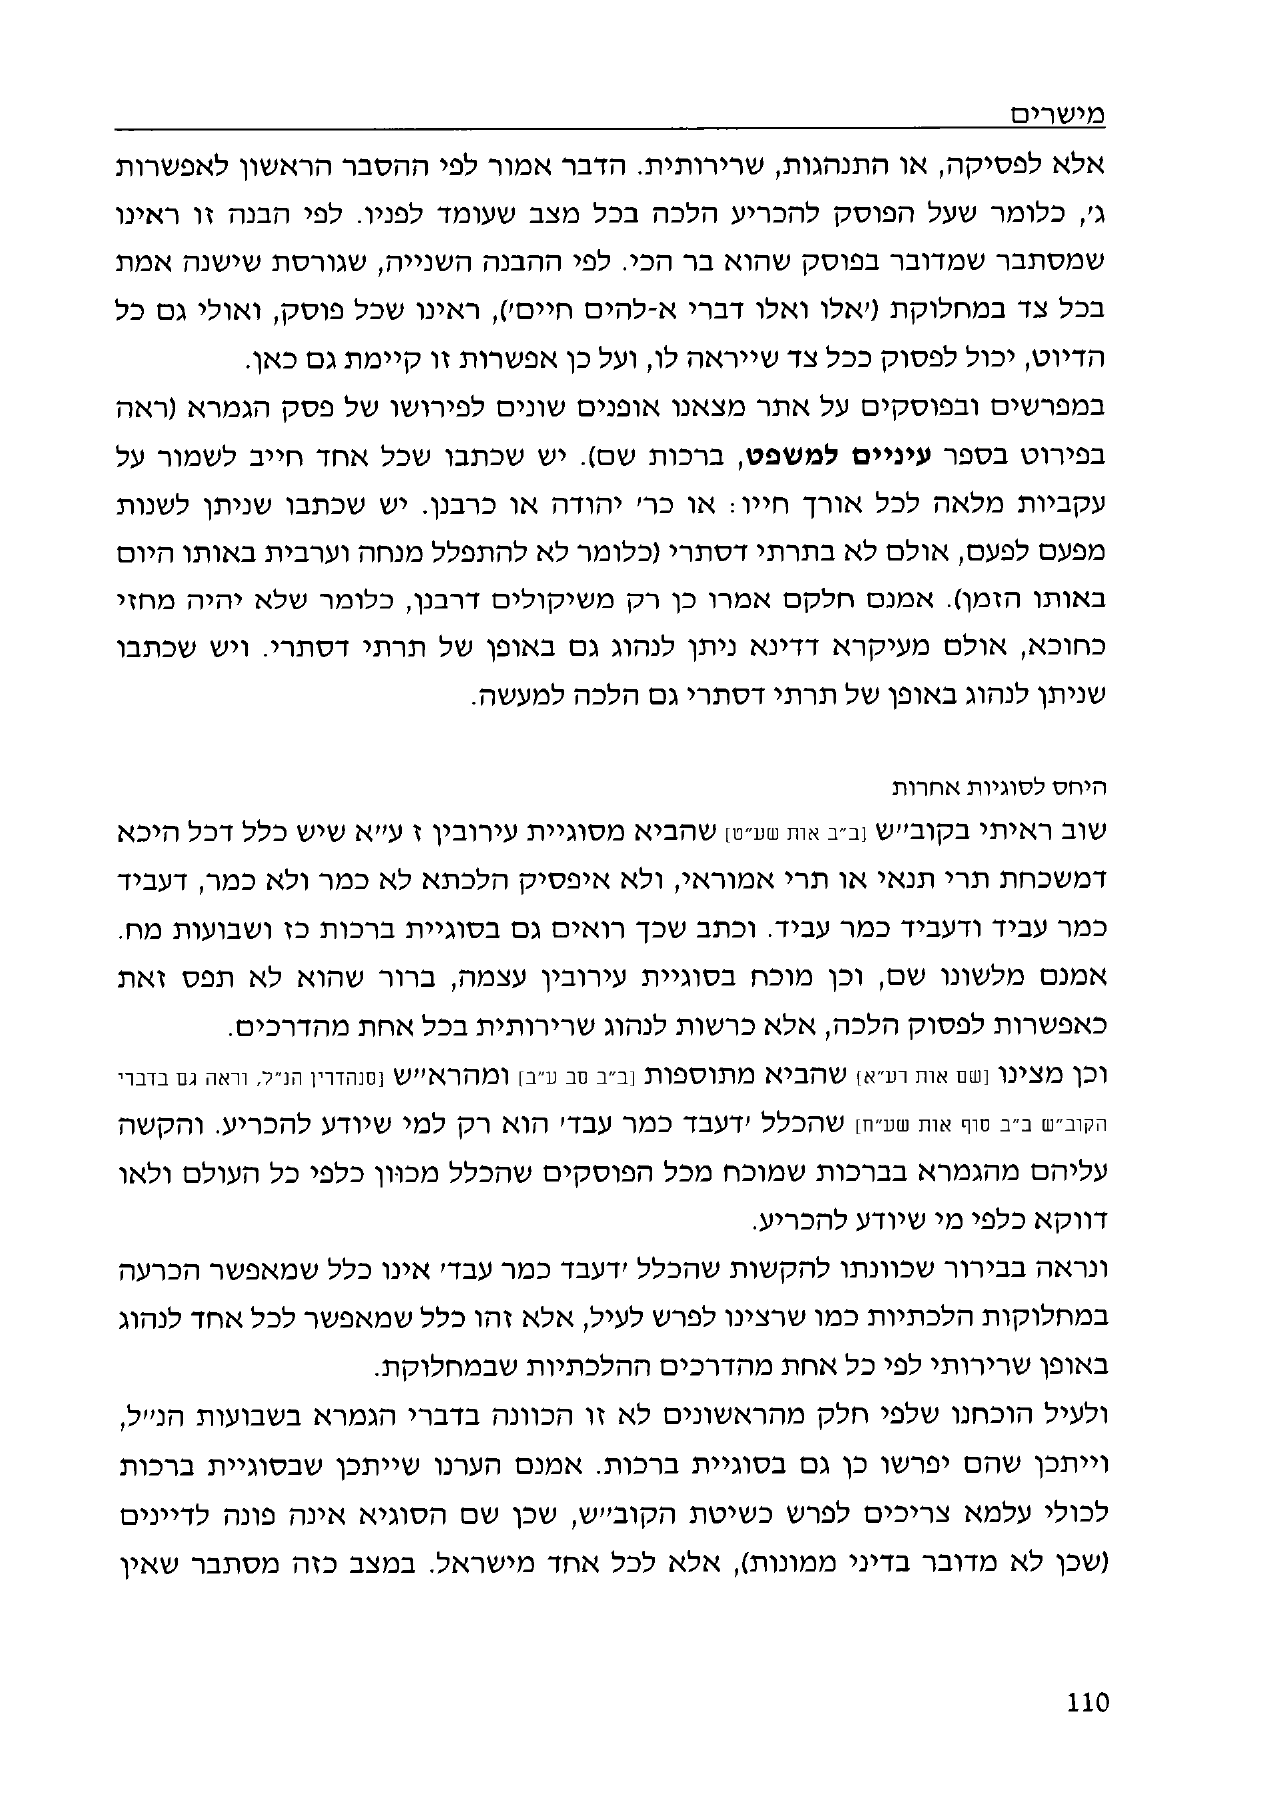 מישרים
אלא לפסיקה, או התנהגות, שרירותית. הדבר אמור לפי ההסבר הראשון לאפשרות
ג', כלומר שעל הפוסק להכריע הלכה בכל מצב שעומד לפניו. לפי הבנה זו ראינו
שמסתבר שמדובר בפוסק שהוא בר הכי. לפי ההבנה השנייה, שגורסת שישנה אמת
בכל צד במחלוקת ('אלו ואלו דברי א-להים חיים'), ראינו שכל פוסק, ואולי גם כל
הדיוט, יכול לפסוק ככל צד שייראה לו, ועל כן אפשרות זו קיימת גם כאן.
במפרשים ובפוסקים על אתר מצאנו אופנים שונים לפירושו של פסק הגמרא (ראה
בפירוט בספר עיניים למשפט, ברכות שם). יש שכתבו שכל אחד חייב לשמור על
עקביות מלאה לכל אורך חייו: או כר' יהודה או כרבנן. יש שכתבו שניתן לשנות
מפעם לפעם, אולם לא בתרתי דסתרי (כלומר לא להתפלל מנחה וערבית באותו היום
באותו הזמן). אמנם חלקם אמרו כן רק משיקולים דרבנן, כלומר שלא יהיה מחזי
כחוכא, אולם מעיקרא דדינא ניתן לנהוג גם באופן של תרתי דסתרי. ויש שכתבו
שניתן לנהוג באופן של תרתי דסתרי גם הלכה למעשה.
היחס לסוגיות אחרות
שוב ראיתי בקוב"ש [ב"ב אות שע"ט] שהביא מסוגיית עירובין ז ע"א שיש כלל דכל היכא
דמשכחת תרי תנאי או תרי אמוראי, ולא איפסיק הלכתא לא כמר ולא כמר, דעביד
כמר עביד ודעביד כמר עביד. וכתב שכך רואים גם בסוגיית ברכות כז ושבועות מח.
אמנם מלשונו שם, וכן מוכח בסוגיית עירובין עצמה, ברור שהוא לא תפס זאת
כאפשרות לפסוק הלכה, אלא כרשות לנהוג שרירותית בכל אחת מהדרכים.
וכן מצינו [שם אות רע"א] שהביא מתוספות [ב"ב סב ע"ב] ומהרא"ש [סנהדרין הנ"ל, וראה גם בדברי
הקוב"ש ב"ב סוף אות שע"ח] שהכלל 'דעבד כמר עבד' הוא רק למי שיודע להכריע. והקשה
עליהם מהגמרא בברכות שמוכח מכל הפוסקים שהכלל מכוון כלפי כל העולם ולאו
דווקא כלפי מי שיודע להכריע.
ונראה בבירור שכוונתו להקשות שהכלל 'דעבד כמר עבד' אינו כלל שמאפשר הכרעה
במחלוקות הלכתיות כמו שרצינו לפרש לעיל, אלא זהו כלל שמאפשר לכל אחד לנהוג
באופן שרירותי לפי כל אחת מהדרכים ההלכתיות שבמחלוקת.
ולעיל הוכחנו שלפי חלק מהראשונים לא זו הכוונה בדברי הגמרא בשבועות הנ"ל,
וייתכן שהם יפרשו כן גם בסוגיית ברכות. אמנם הערנו שייתכן שבסוגיית ברכות
לכולי עלמא צריכים לפרש כשיטת הקוב"ש, שכן שם הסוגיא אינה פונה לדיינים
(שכן לא מדובר בדיני ממונות), אלא לכל אחד מישראל. במצב כזה מסתבר שאין
110